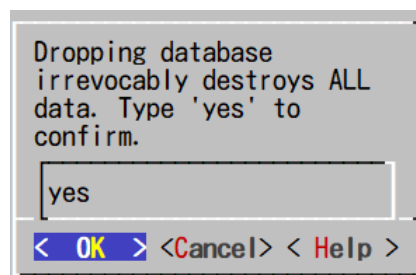 Dropping database
irrevocably destroys ALL
data. Type 'yes' to
confirm.
yes
< OK > <Cancel> < Help >